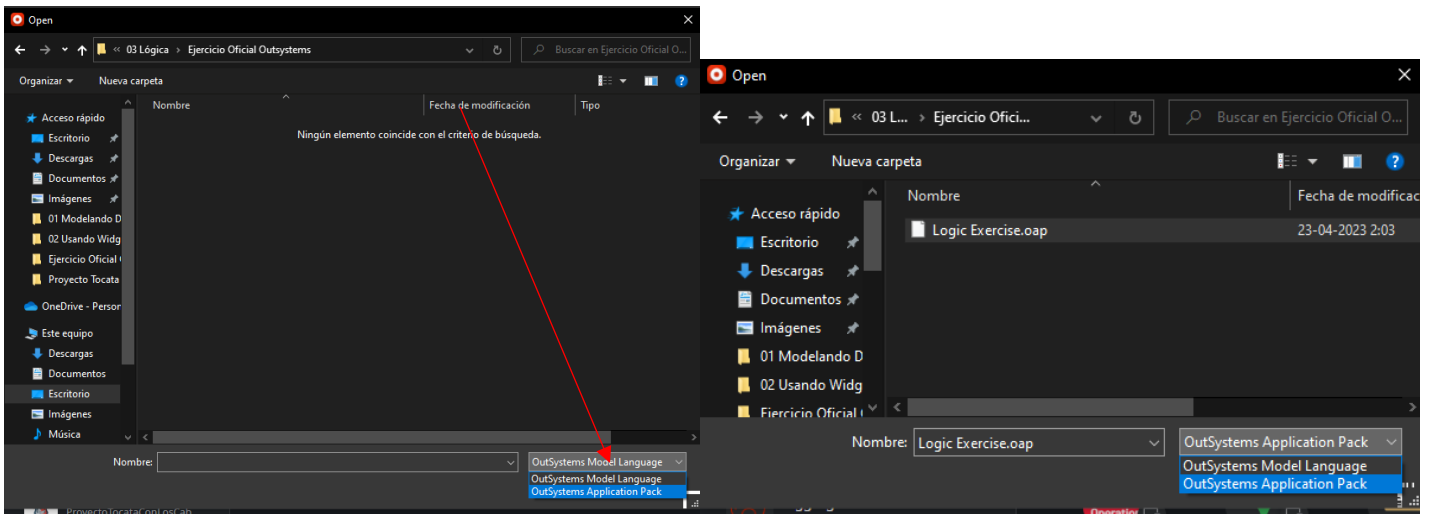 Open
« 03 Lógica › Ejercicio Oficial Outsystems
Buscar en Ejercicio Oficial O...
Organizar
Nueva carpeta
Nombre
Fecha de modificación
Tipo
Ningún elemento coincide con el criterio de búsqueda.
Acceso rápido
Escritorio
Descargas
Documentos
Imágenes
01 Modelando D
02 Usando Widg
Ejercicio Oficial
Proyecto Tocata
OneDrive - Person
Este equipo
Descargas
Documentos
Escritorio
Imágenes
Música
Nombre:
OutSystems Model Language
OutSystems Model Language
OutSystems Application Pack
ProyectoTocataConLosCab
Open
« 03 L... › Ejercicio Ofici...
Buscar en Ejercicio Oficial O...
Organizar
Nueva carpeta
Nombre
Fecha de modificac
Acceso rápido
Escritorio
Descargas
Documentos
Imágenes
01 Modelando D
02 Usando Widg
Ejercicio Oficial
Logic Exercise.oap
23-04-2023 2:03
Nombre:
Logic Exercise.oap
OutSystems Application Pack
OutSystems Model Language
OutSystems Application Pack